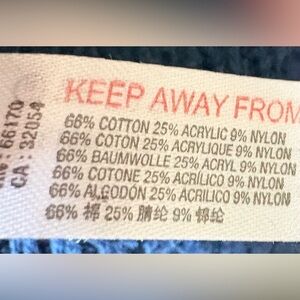 KEEP AWAY FROM
66% COTTON 25% ACRYLIC 9% NYLON
66% COTON 25% ACRYLIQUE 9% NYLON
66% BAUMWOLLE 25% ACRYL 9% NYLON
66% COTONE 25% ACRILICO 9% NYLON
66% ALGODÓN 25% ACRILICO 9% NYLON
66% 棉 25% 腈纶 9% 锦纶
: 66170
CA : 32054